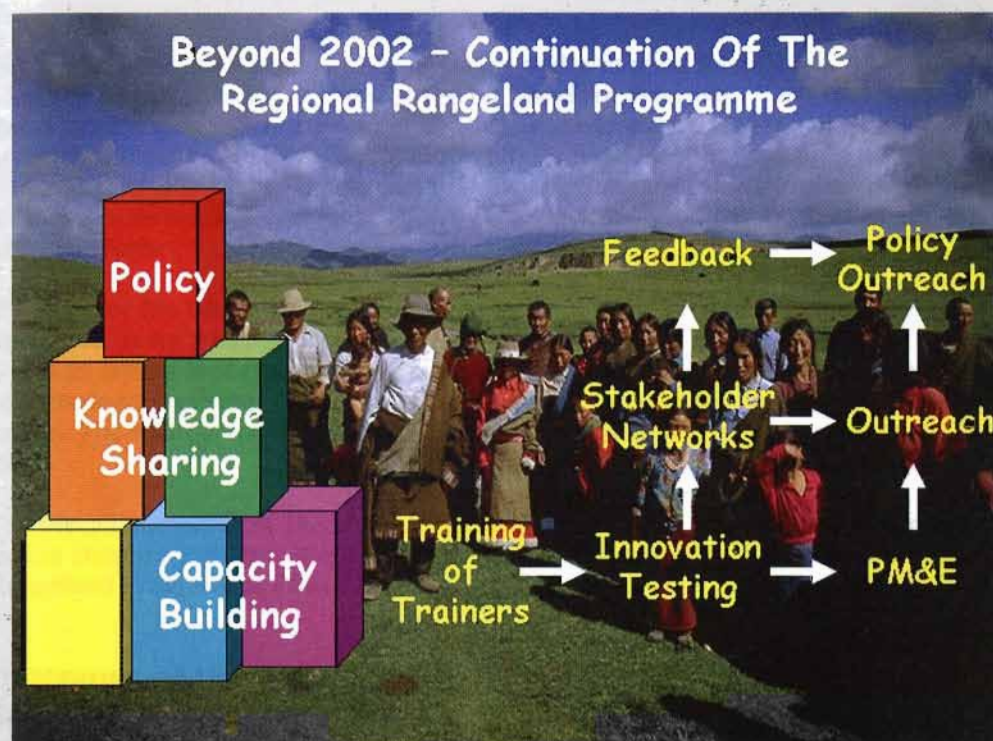 Beyond 2002 – Continuation Of The
Regional Rangeland Programme
Policy
Knowledge
Sharing
Capacity
Building
Feedback
Policy
Outreach
Stakeholder
Networks
Outreach
Training
of
Trainers
Innovation
Testing
PM&E